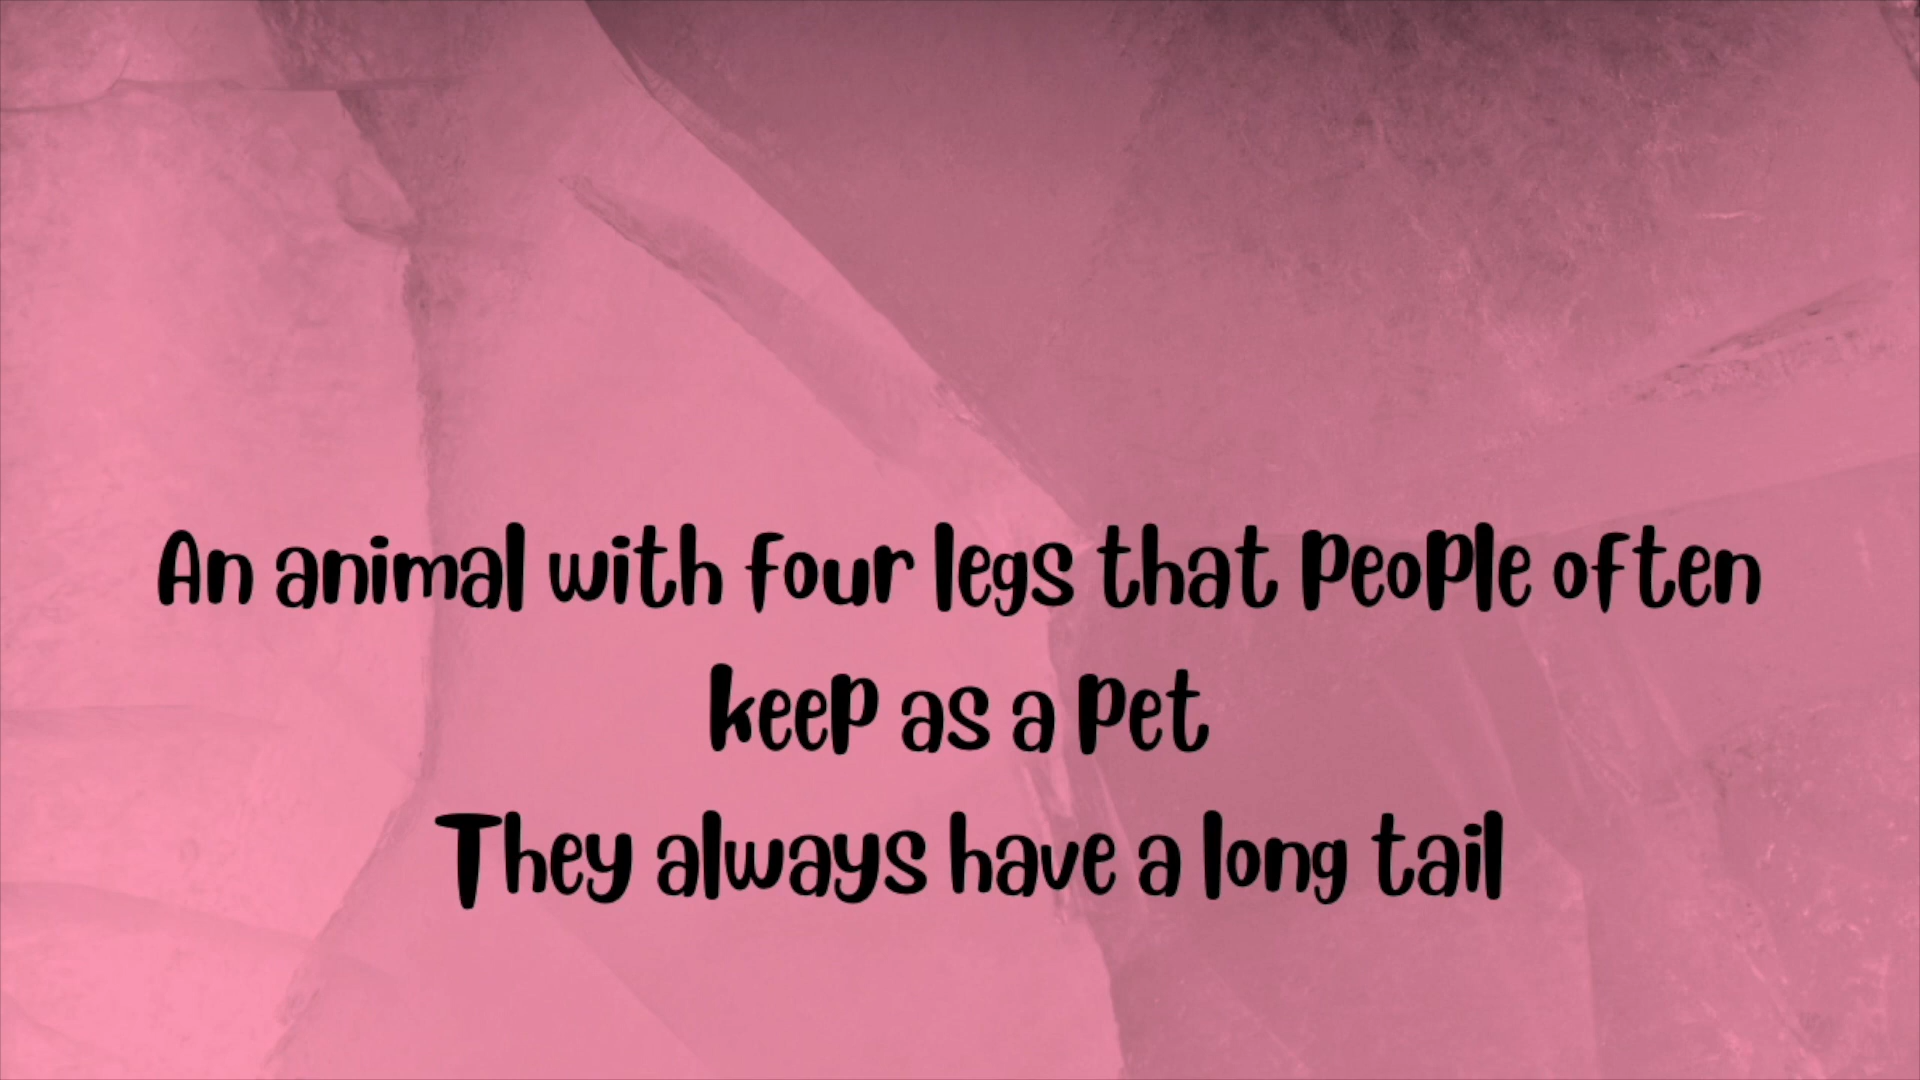 An animal with four legs that people often
keep as a pet
They always have a long tail